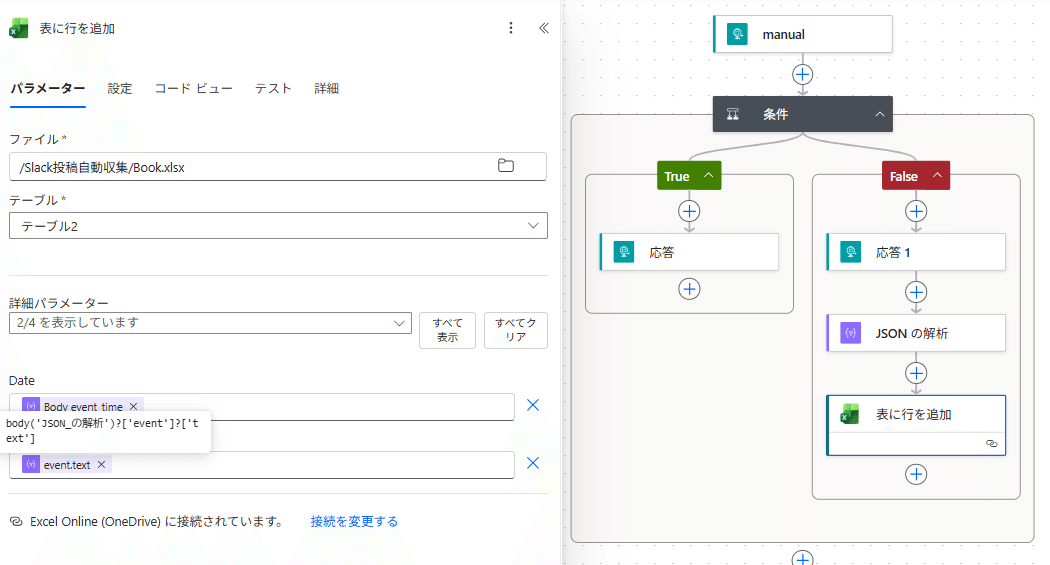 表に行を追加
パラメーター 設定 コード ビュー テスト 詳細
ファイル *
/Slack投稿自動収集/Book.xlsx
テーブル *
テーブル2
詳細パラメーター
2/4 を表示しています
すべて
表示
すべてク
リア
Date
Body event_time
body('JSON_の解析')?['event']?['t
ext']
event.text
Excel Online (OneDrive) に接続されています。 接続を変更する
manual
条件
True
応答
False
応答 1
JSON の解析
表に行を追加